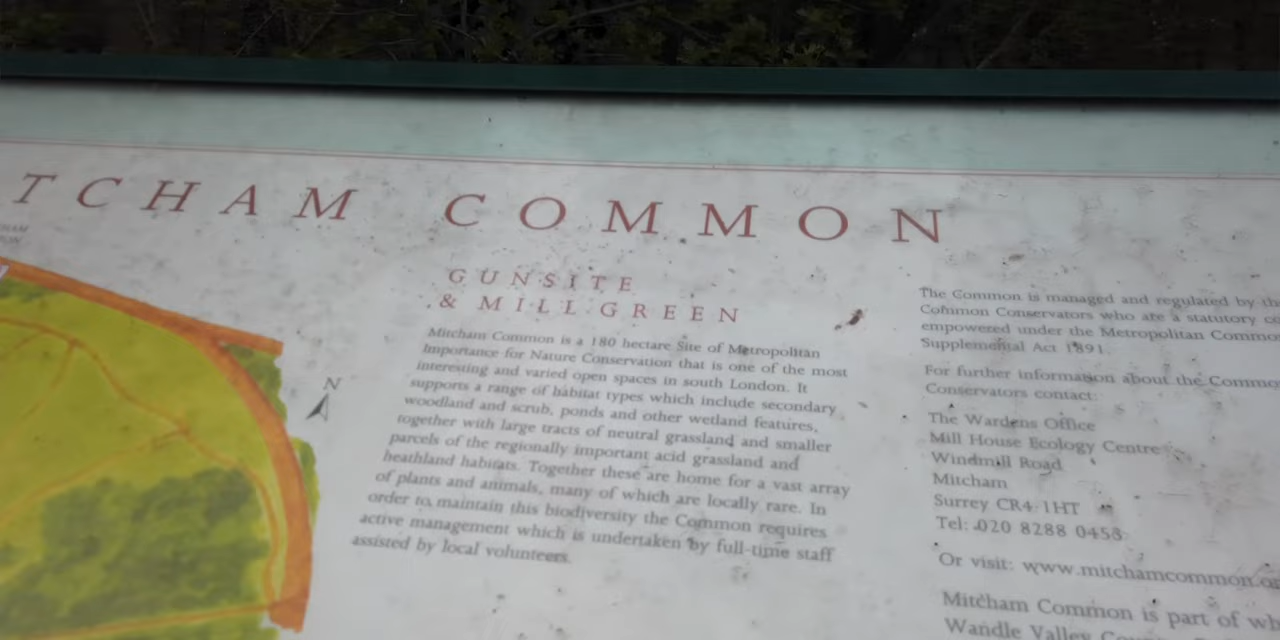 TCHAM COMMON
GUNSITE
& MILL GREEN
Mitcham Common is a 180 hectare Site of Metropolitan
Importance for Nature Conservation that is one of the most
interesting and varied open spaces in south London. It
supports a range of habitat types which include secondary
woodland and scrub, ponds and other wetland features,
together with large tracts of neutral grassland and smaller
parcels of the regionally important acid grassland and
heathland habitats. Together these are home for a vast array
of plants and animals, many of which are locally rare. In
order to maintain this biodiversity the Common requires
active management which is undertaken by full-time staff
assisted by local volunteers.
N
The Common is managed and regulated by
Common Conservators who are a statutory
empowered under the Metropolitan
Supplemental Act 1891
For further information about the
Conservators contact:
The Wardens Office
Mill House Ecology Centre
Windmill Road
Mitcham
Surrey CR4 1HT
Tel: 020 8288 0453
Or visit: www.mitchamcommon.o
Mitcham Common is part of
Wandle Valley